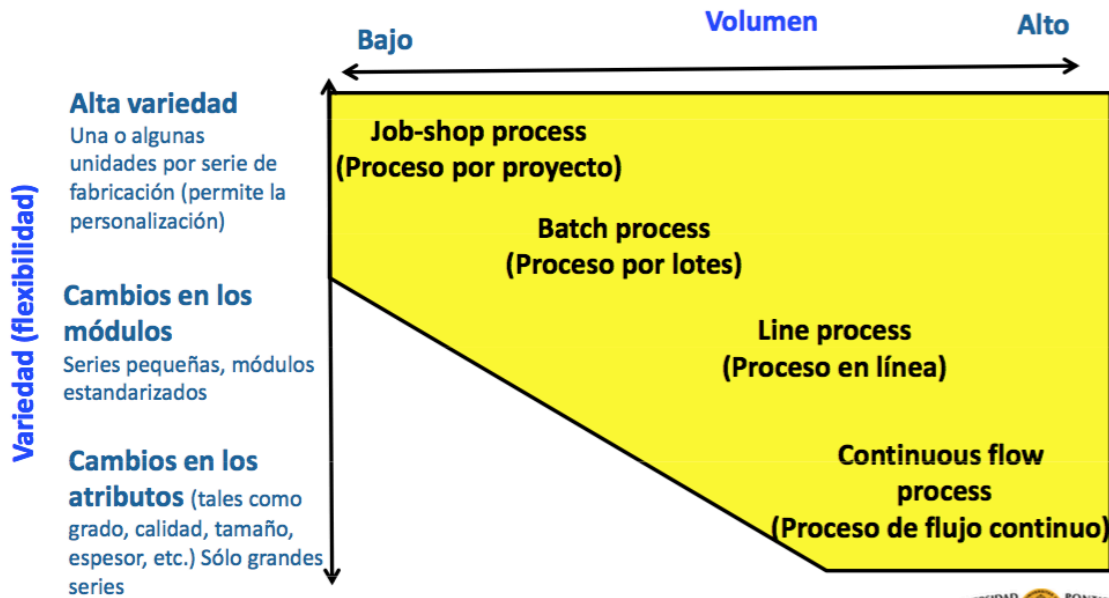 Volumen
Bajo
Alto
Variedad (flexibilidad)
Alta variedad
Una o algunas
unidades por serie de
fabricación (permite la
personalización)
Cambios en los
módulos
Series pequeñas, módulos
estandarizados
Cambios en los
atributos (tales como
grado, calidad, tamaño,
espesor, etc.) Sólo grandes
series
Job-shop process
(Proceso por proyecto)
Batch process
(Proceso por lotes)
Line process
(Proceso en línea)
Continuous flow
process
(Proceso de flujo continuo)